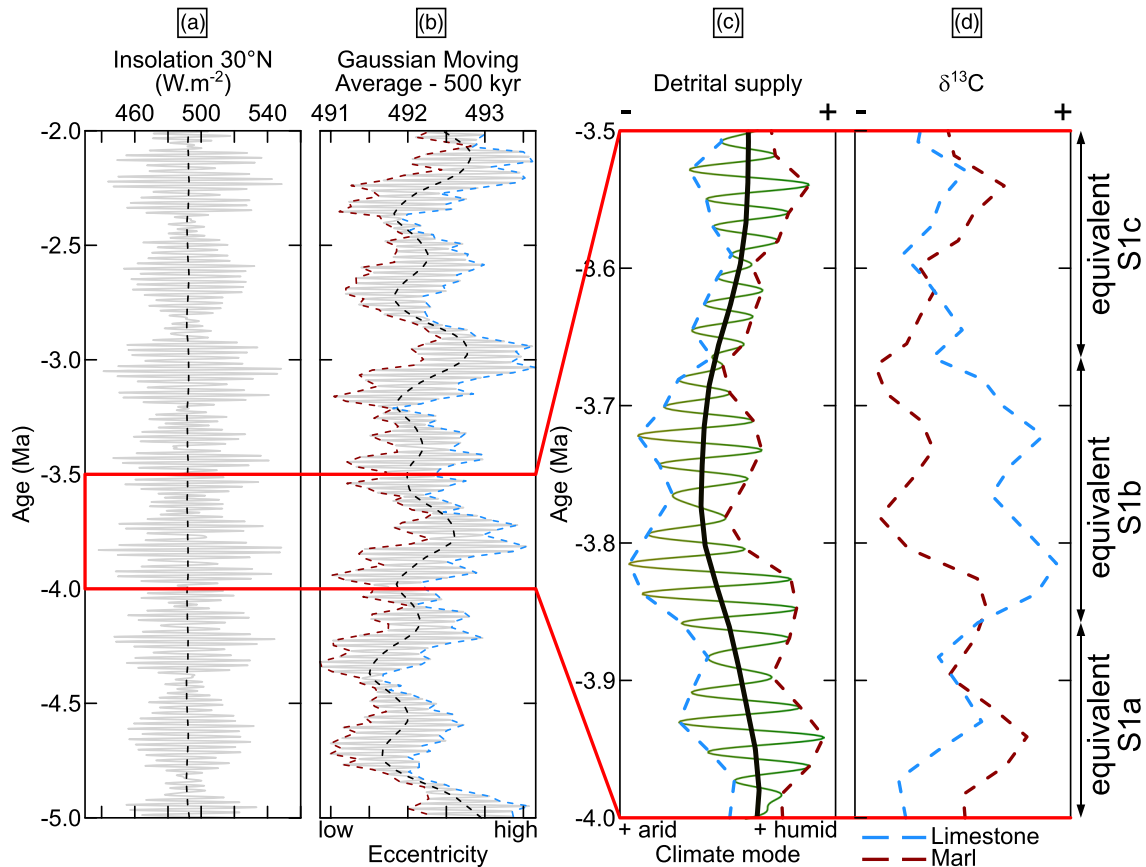 (a)
(b)
(c)
(d)
Insolation 30°N
(W.m-2)
Gaussian Moving
Average - 500 kyr
Detrital supply
δ13C
460 500 540
491 492 493
- +
- +
Age (Ma)
-2.0
-2.5
-3.0
-3.5
-4.0
-4.5
-5.0
low high
Eccentricity
Age (Ma)
-3.5
-3.6
-3.7
-3.8
-3.9
-4.0
+ arid + humid
Climate mode
equivalent
S1c
equivalent
S1b
equivalent
S1a
Limestone
Marl